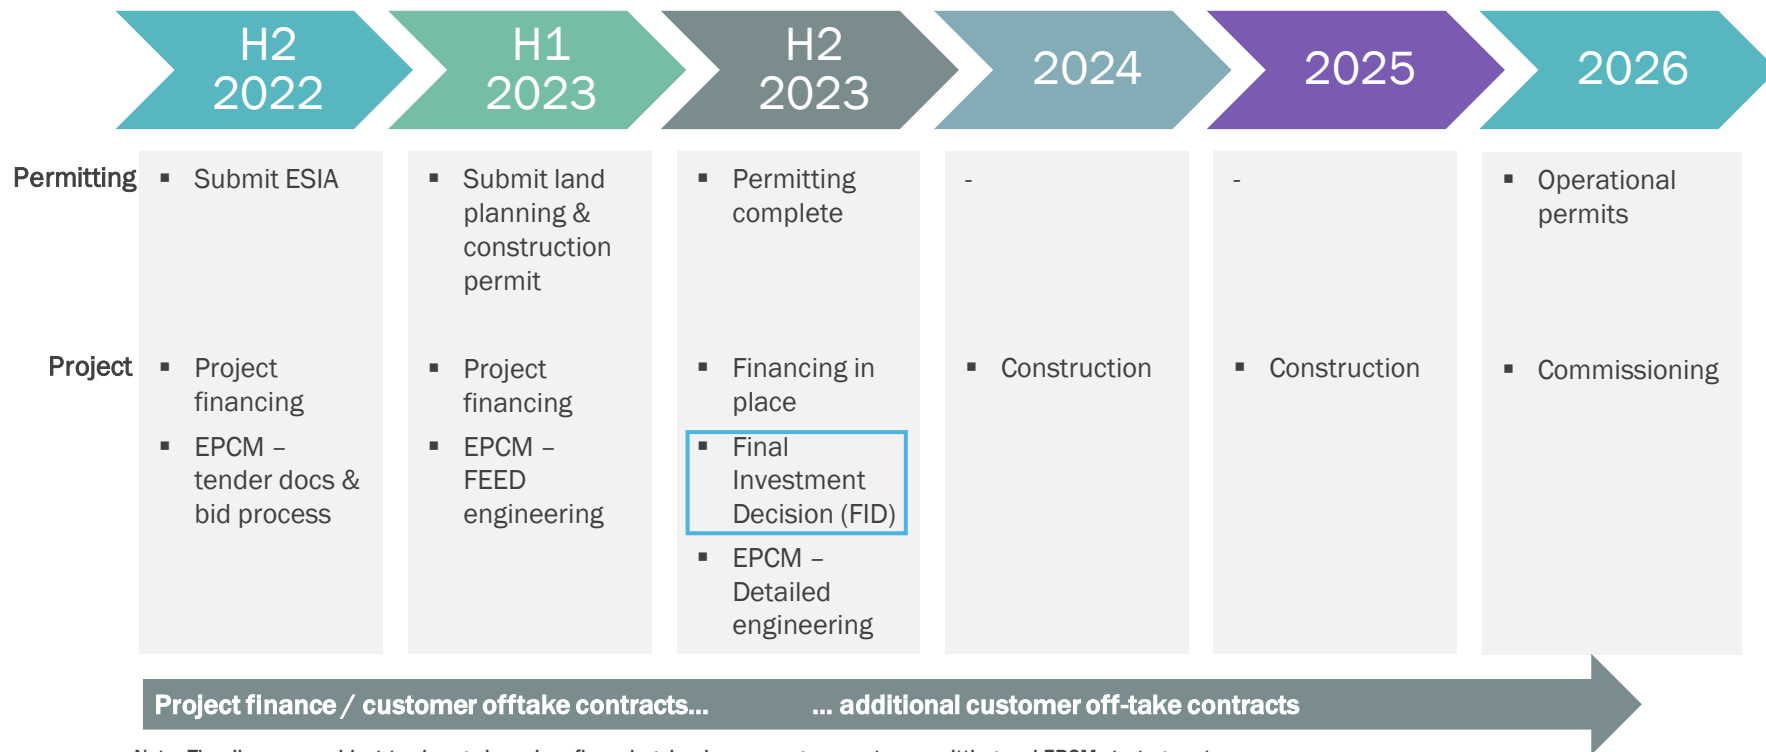 H2
2022
H1
2023
H2
2023
2024
2025
2026
Permitting
▪ Submit ESIA
▪ Submit land
planning &
construction
permit
▪ Permitting
complete
-
-
▪ Operational
permits
Project
▪ Project
financing
▪ EPCM –
tender docs &
bid process
▪ Project
financing
▪ EPCM –
FEED
engineering
▪ Financing in
place
▪ Final
Investment
Decision (FID)
▪ EPCM –
Detailed
engineering
▪ Construction
▪ Construction
▪ Commissioning
Project finance / customer offtake contracts...
... additional customer off-take contracts